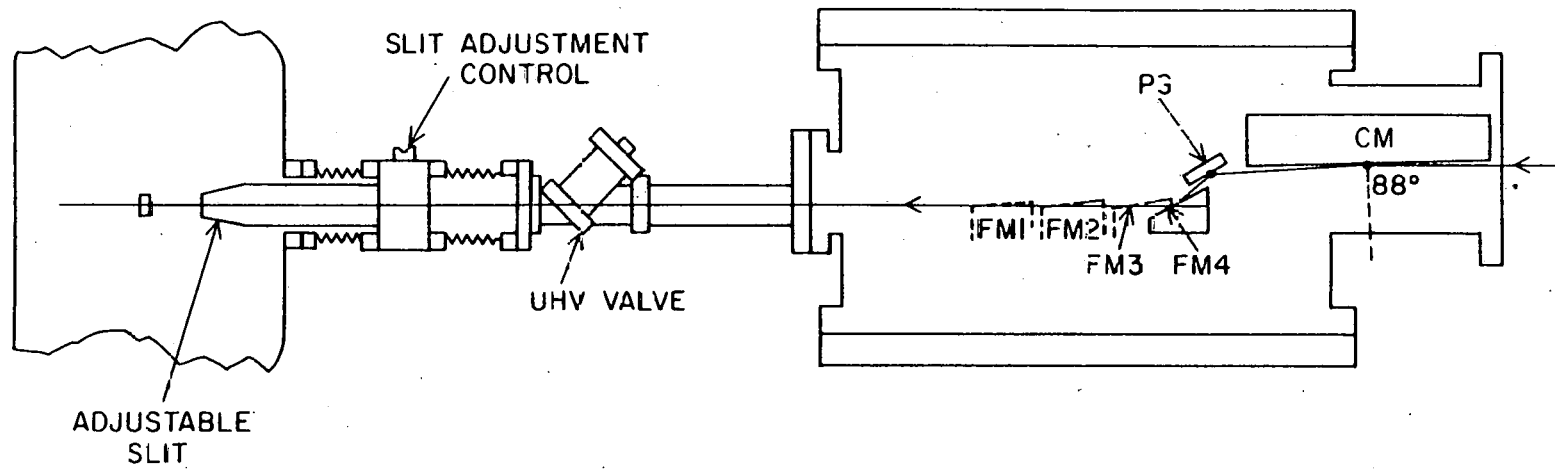 SLIT ADJUSTMENT
CONTROL
PG
CM
88°
FM1
FM2
FM3
FM4
UHV VALVE
ADJUSTABLE
SLIT